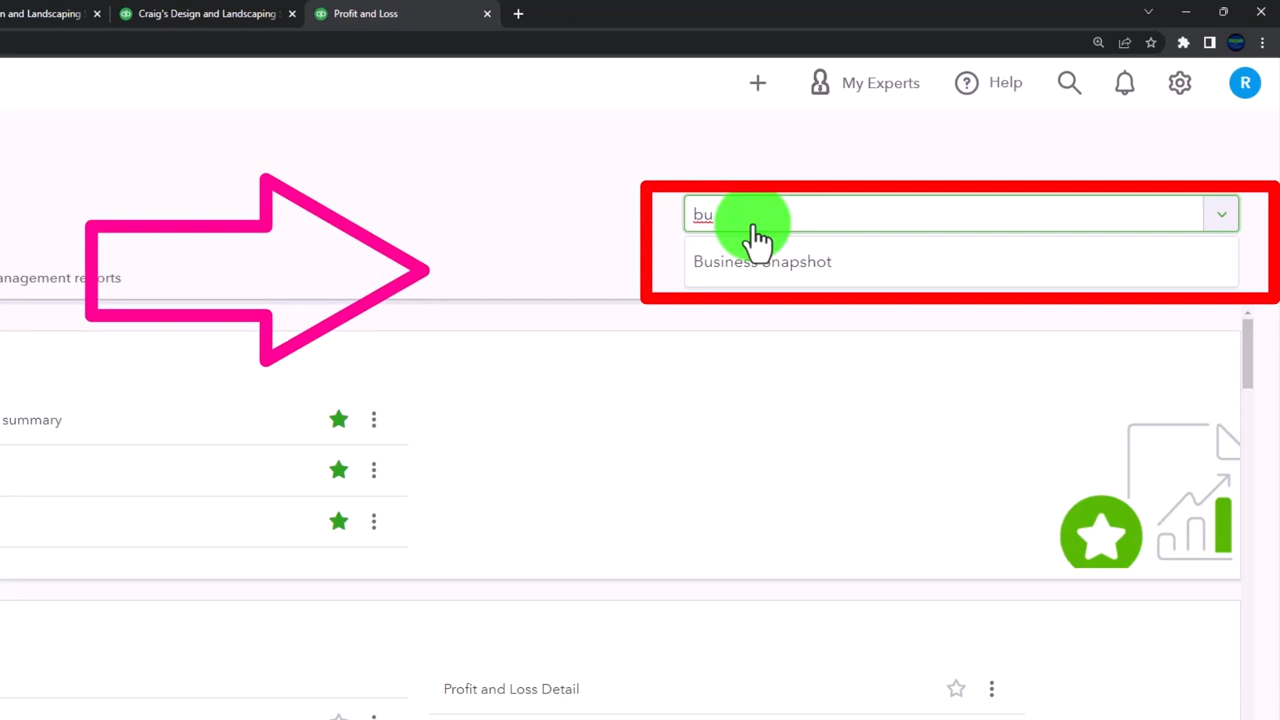 n and Landscaping S
Craig's Design and Landscaping S
Profit and Loss
My Experts
Help
R
bu
Business Snapshot
anagement reports
summary
Profit and Loss Detail